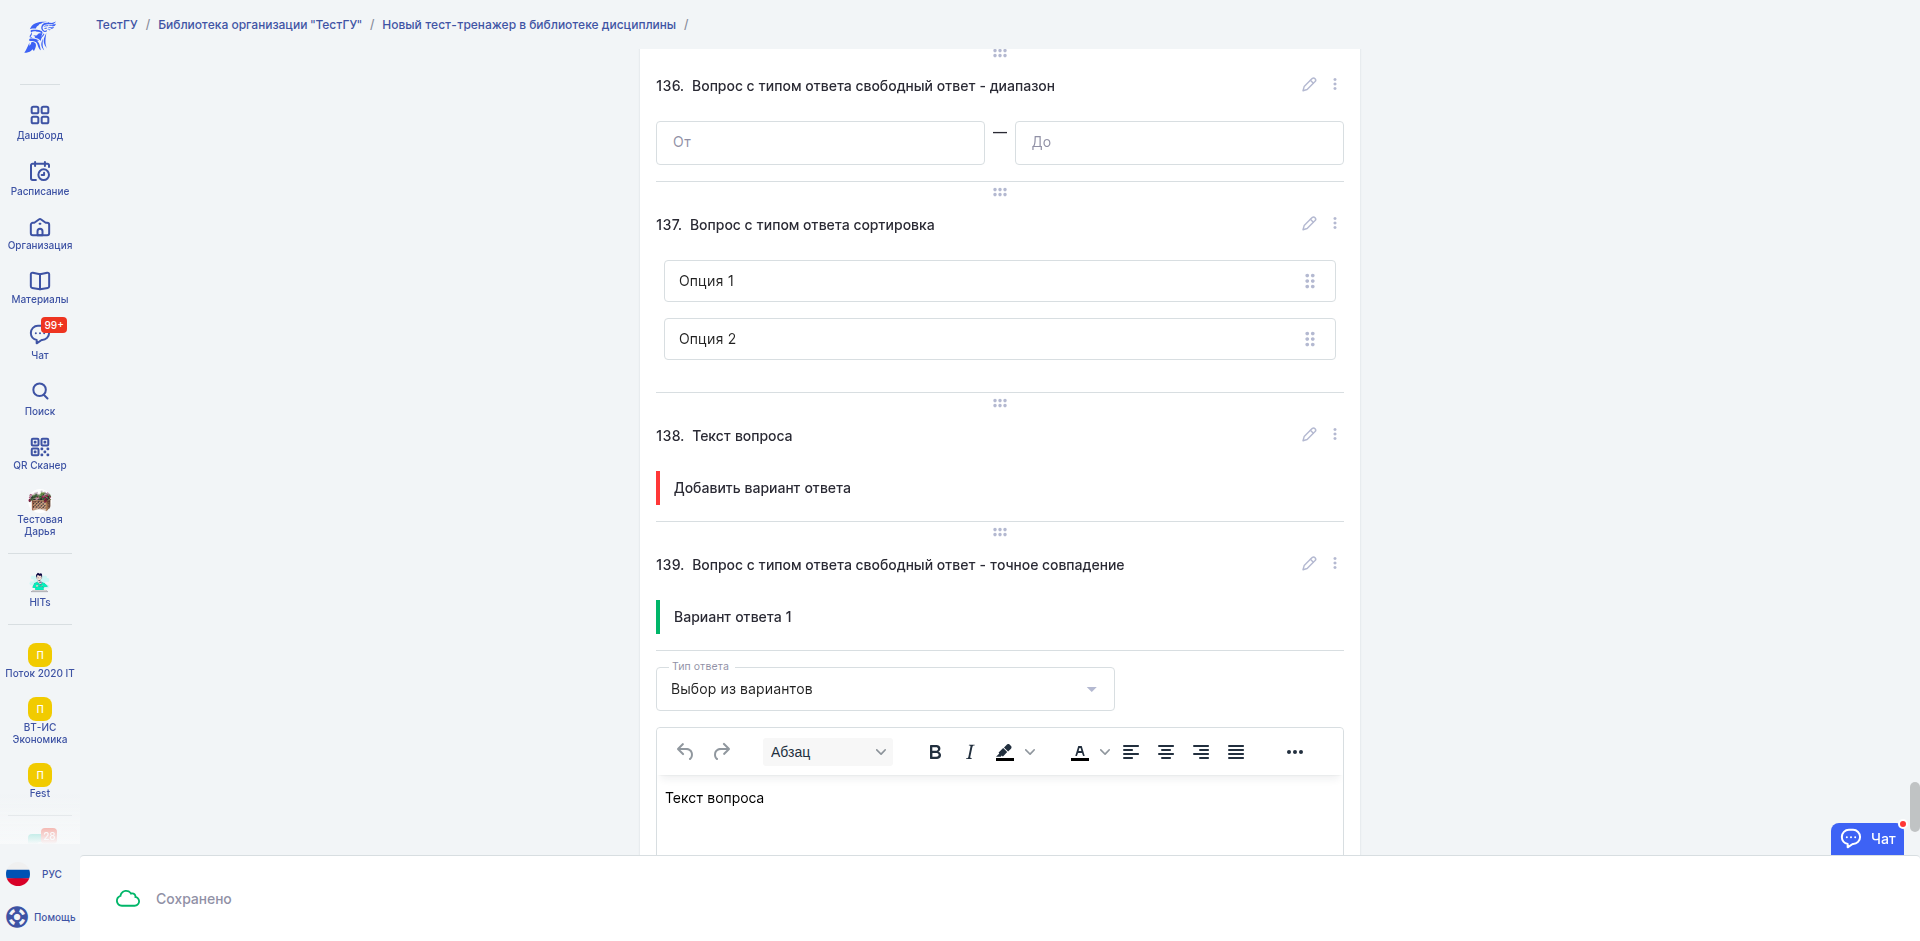 ТестГУ / Библиотека организации "ТестГУ" / Новый тест-тренажер в библиотеке дисциплины /
Дашборд
Расписание
Организация
Материалы
99+
Чат
Поиск
QR Сканер
Тестовая
Дарья
HITs
П
Поток 2020 IT
П
ВТ-ИС
Экономика
П
Fest
28
РУС
Помощь
136. Вопрос с типом ответа свободный ответ - диапазон
От — До
137. Вопрос с типом ответа сортировка
Опция 1
Опция 2
138. Текст вопроса
Добавить вариант ответа
139. Вопрос с типом ответа свободный ответ - точное совпадение
Вариант ответа 1
Тип ответа
Выбор из вариантов
Абзац B I A
Текст вопроса
Чат
Сохранено